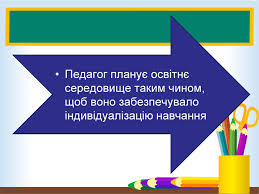 • Педагог планує освітнє
середовище таким чином,
щоб воно забезпечувало
індивідуалізацію навчання